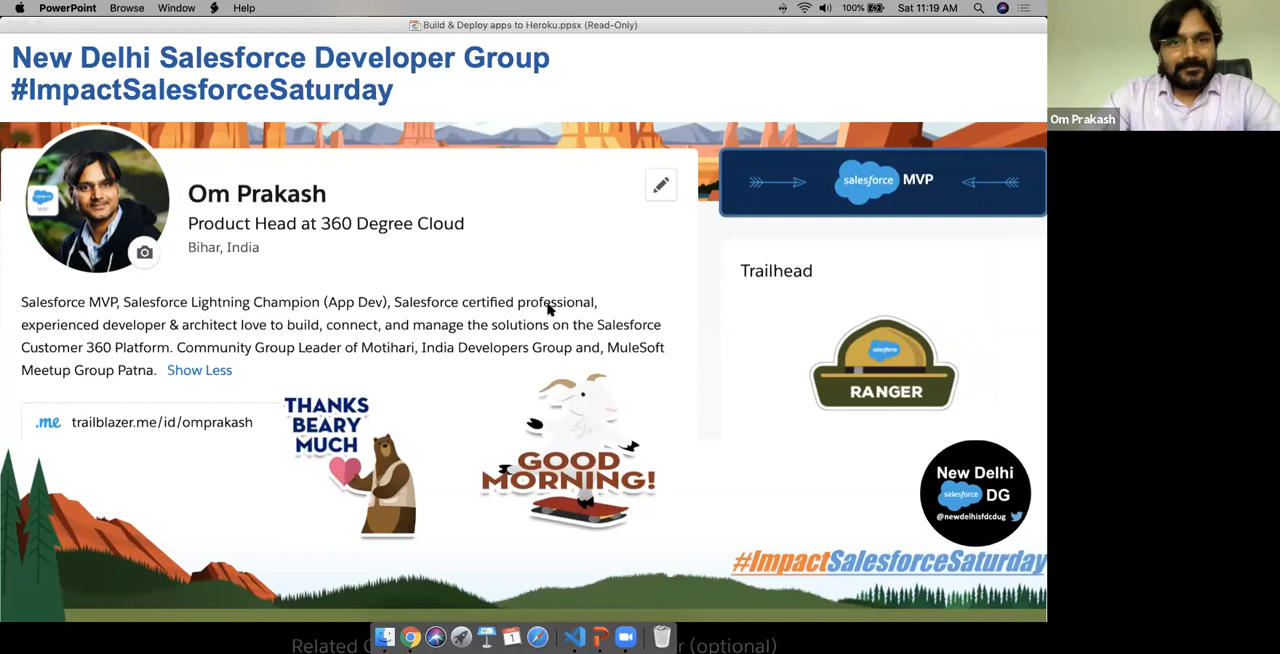 PowerPoint Browse Window Help
100% Sat 11:19 AM
Build & Deploy apps to Heroku.ppsx (Read-Only)
New Delhi Salesforce Developer Group
#ImpactSalesforceSaturday
Om Prakash
Om Prakash
Product Head at 360 Degree Cloud
Bihar, India
salesforce MVP
Trailhead
Salesforce MVP, Salesforce Lightning Champion (App Dev), Salesforce certified professional,
experienced developer & architect love to build, connect, and manage the solutions on the Salesforce
Customer 360 Platform. Community Group Leader of Motihari, India Developers Group and, MuleSoft
Meetup Group Patna. Show Less
RANGER
.me trailblazer.me/id/omprakash
THANKS
BEARY
MUCH
GOOD
MORNING!
New Delhi
salesforce DG
@newdelhisfdcdug
#ImpactSalesforceSaturday
Related
r (optional)